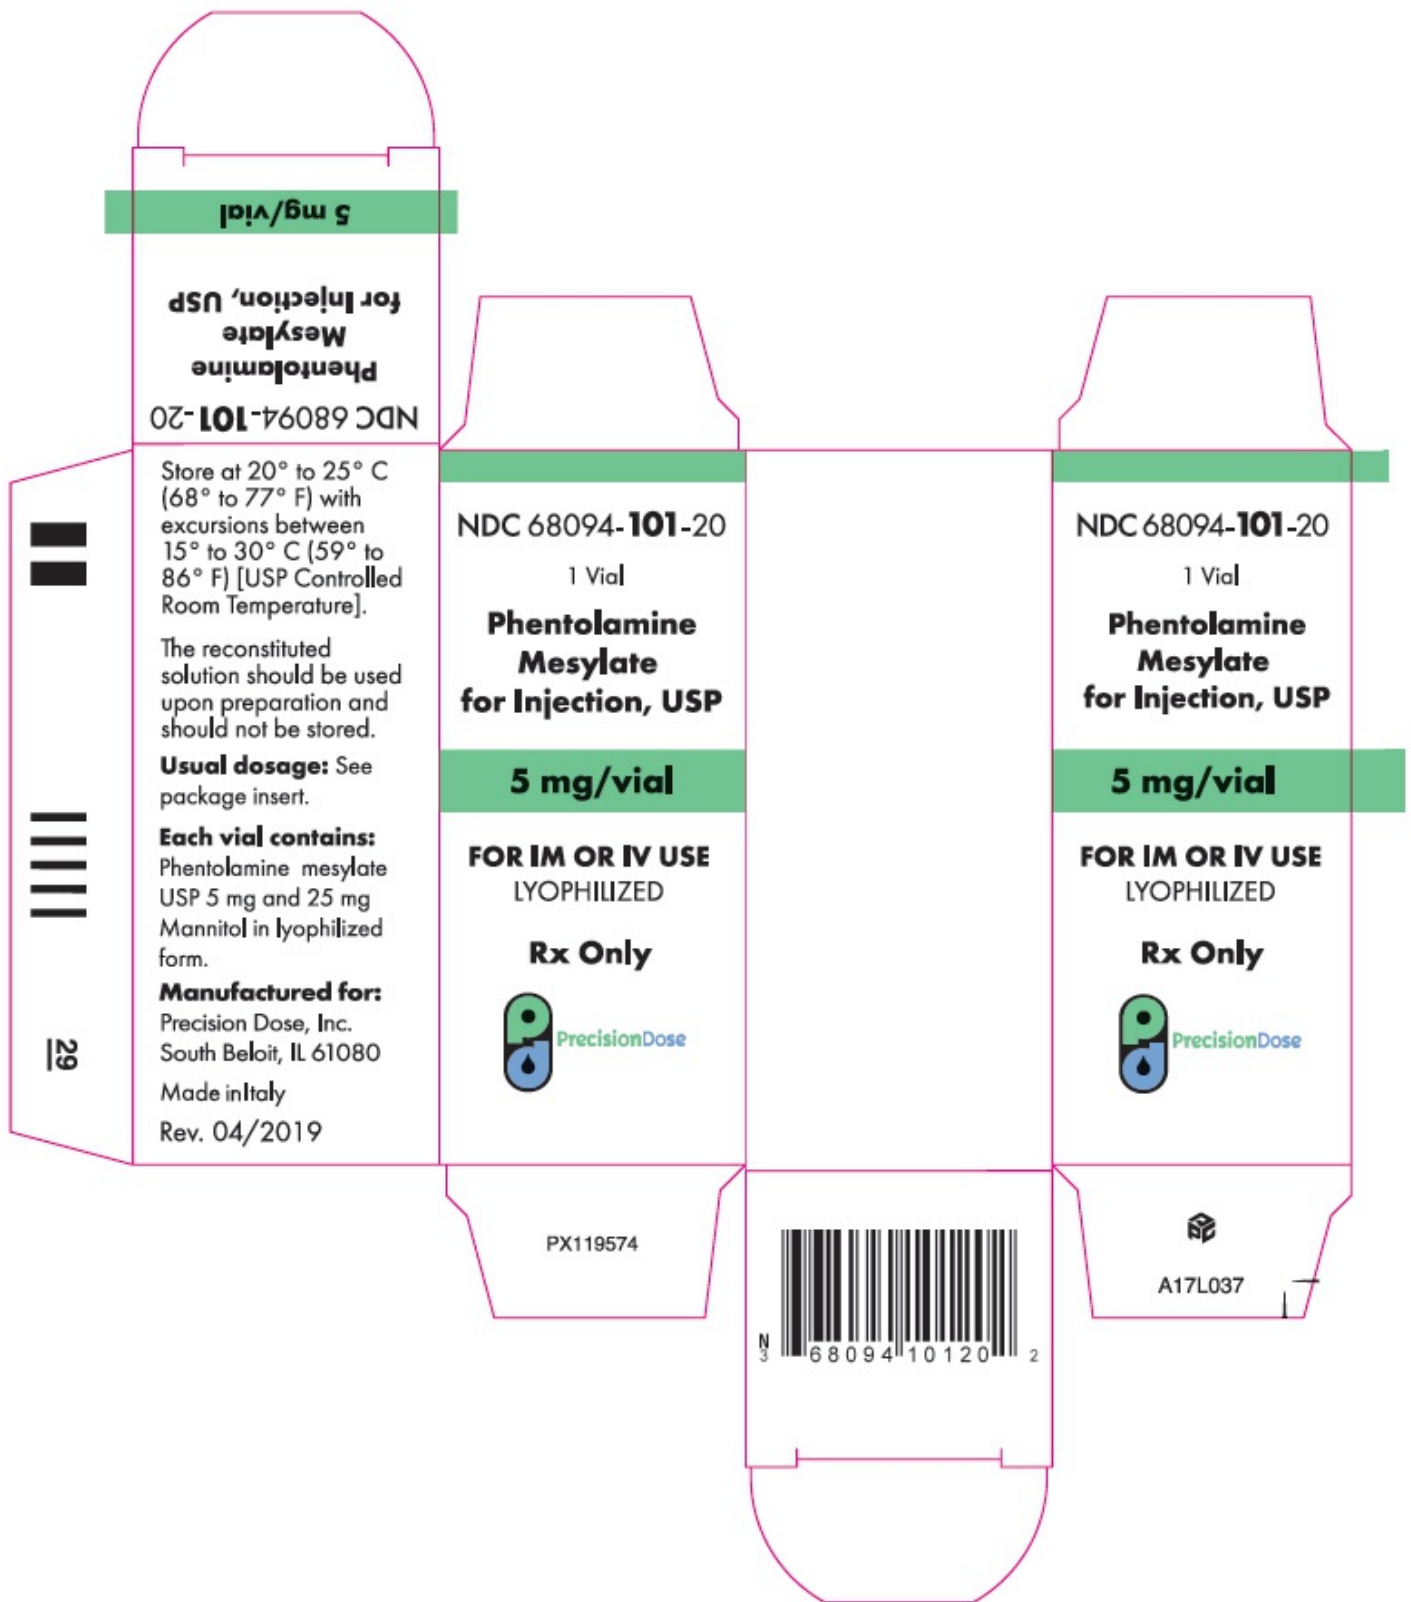 5 mg/vial
for Injection, USP
Mesylate
Phentolamine
NDC 68094-101-20
Store at 20° to 25° C
(68° to 77° F) with
excursions between
15° to 30° C (59° to
86° F) [USP Controlled
Room Temperature].
The reconstituted
solution should be used
upon preparation and
should not be stored.
Usual dosage: See
package insert.
Each vial contains:
Phentolamine mesylate
USP 5 mg and 25 mg
Mannitol in lyophilized
form.
Manufactured for:
Precision Dose, Inc.
South Beloit, IL 61080
Made inItaly
Rev. 04/2019
29
NDC 68094-101-20
1 Vial
Phentolamine
Mesylate
for Injection, USP
5 mg/vial
FOR IM OR IV USE
LYOPHILIZED
Rx Only
PrecisionDose
PX119574
N
3 68094 10120 2
NDC 68094-101-20
1 Vial
Phentolamine
Mesylate
for Injection, USP
5 mg/vial
FOR IM OR IV USE
LYOPHILIZED
Rx Only
PrecisionDose
A17L037